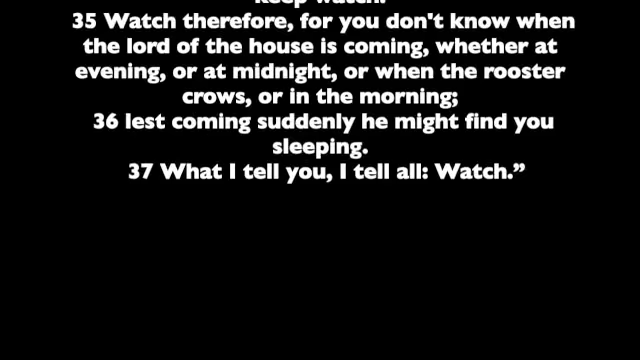 keep watch.
35 Watch therefore, for you don't know when
the lord of the house is coming, whether at
evening, or at midnight, or when the rooster
crows, or in the morning;
36 lest coming suddenly he might find you
sleeping.
37 What I tell you, I tell all: Watch.”